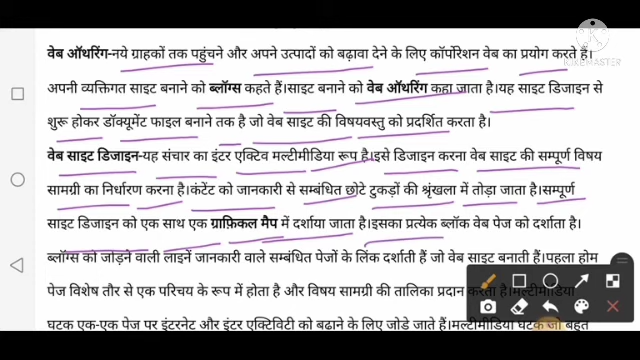 वेब ऑथरिंग-नये ग्राहकों तक पहुंचने और अपने उत्पादों को बढ़ावा देने के लिए कॉर्पोरेशन वेब का प्रयोग करते हैं।
अपनी व्यक्तिगत साइट बनाने को ब्लॉग्स कहते हैं।साइट बनाने को वेब ऑथरिंग कहा जाता है।यह साइट डिजाइन से
शुरू होकर डॉक्यूमेंट फाइल बनाने तक है जो वेब साइट की विषयवस्तु को प्रदर्शित करता है।
वेब साइट डिजाइन-यह संचार का इंटर एक्टिव मल्टीमीडिया रूप है।इसे डिजाइन करना वेब साइट की सम्पूर्ण विषय
सामग्री का निर्धारण करना है।कंटेंट को जानकारी से सम्बंधित छोटे टुकड़ों की श्रृंखला में तोड़ा जाता है।सम्पूर्ण
साइट डिजाइन को एक साथ एक ग्राफ़िकल मैप में दर्शाया जाता है।इसका प्रत्येक ब्लॉक वेब पेज को दर्शाता है।
ब्लॉग्स को जोड़ने वाली लाइनें जानकारी वाले सम्बंधित पेजों के लिंक दर्शाती हैं जो वेब साइट बनाती हैं।पहला होम
पेज विशेष तौर से एक परिचय के रूप में होता है और विषय सामग्री की तालिका प्रदान करता है।मल्टीमीडिया
घटक एक-एक पेज पर इंटरनेट और इंटर एक्टिविटी को बढ़ाने के लिए जोडे जाते हैं।मल्टीमीडिया घटक जो बहुत
KINEMASTER